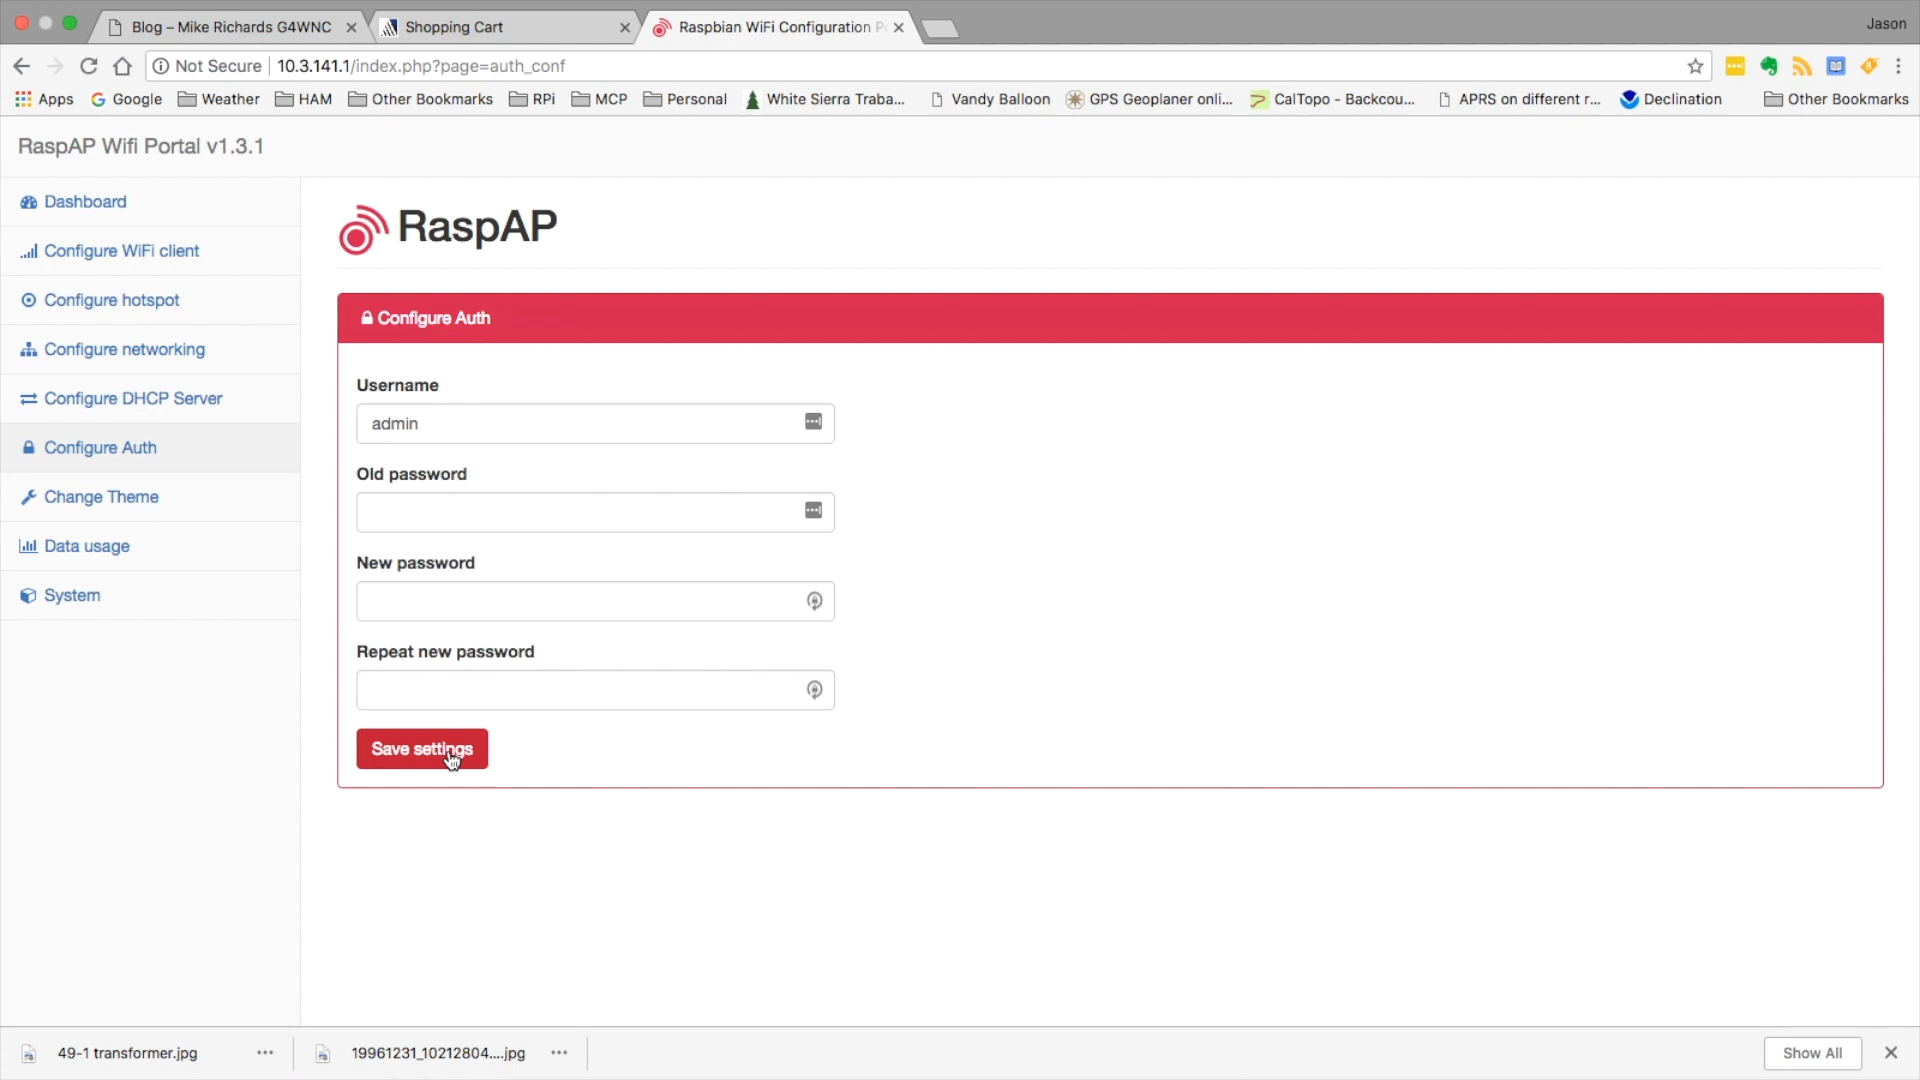 Blog – Mike Richards G4WNC
Shopping Cart
Raspbian WiFi Configuration P
Jason
Not Secure 10.3.141.1/index.php?page=auth_conf
Apps Google Weather HAM Other Bookmarks RPi MCP Personal White Sierra Traba... Vandy Balloon GPS Geoplaner onli... CalTopo - Backcou... APRS on different r... Declination Other Bookmarks
RaspAP Wifi Portal v1.3.1
Dashboard
Configure WiFi client
Configure hotspot
Configure networking
Configure DHCP Server
Configure Auth
Change Theme
Data usage
System
RaspAP
Configure Auth
Username
admin
Old password
New password
Repeat new password
Save settings
49-1 transformer.jpg
19961231_10212804....jpg
Show All